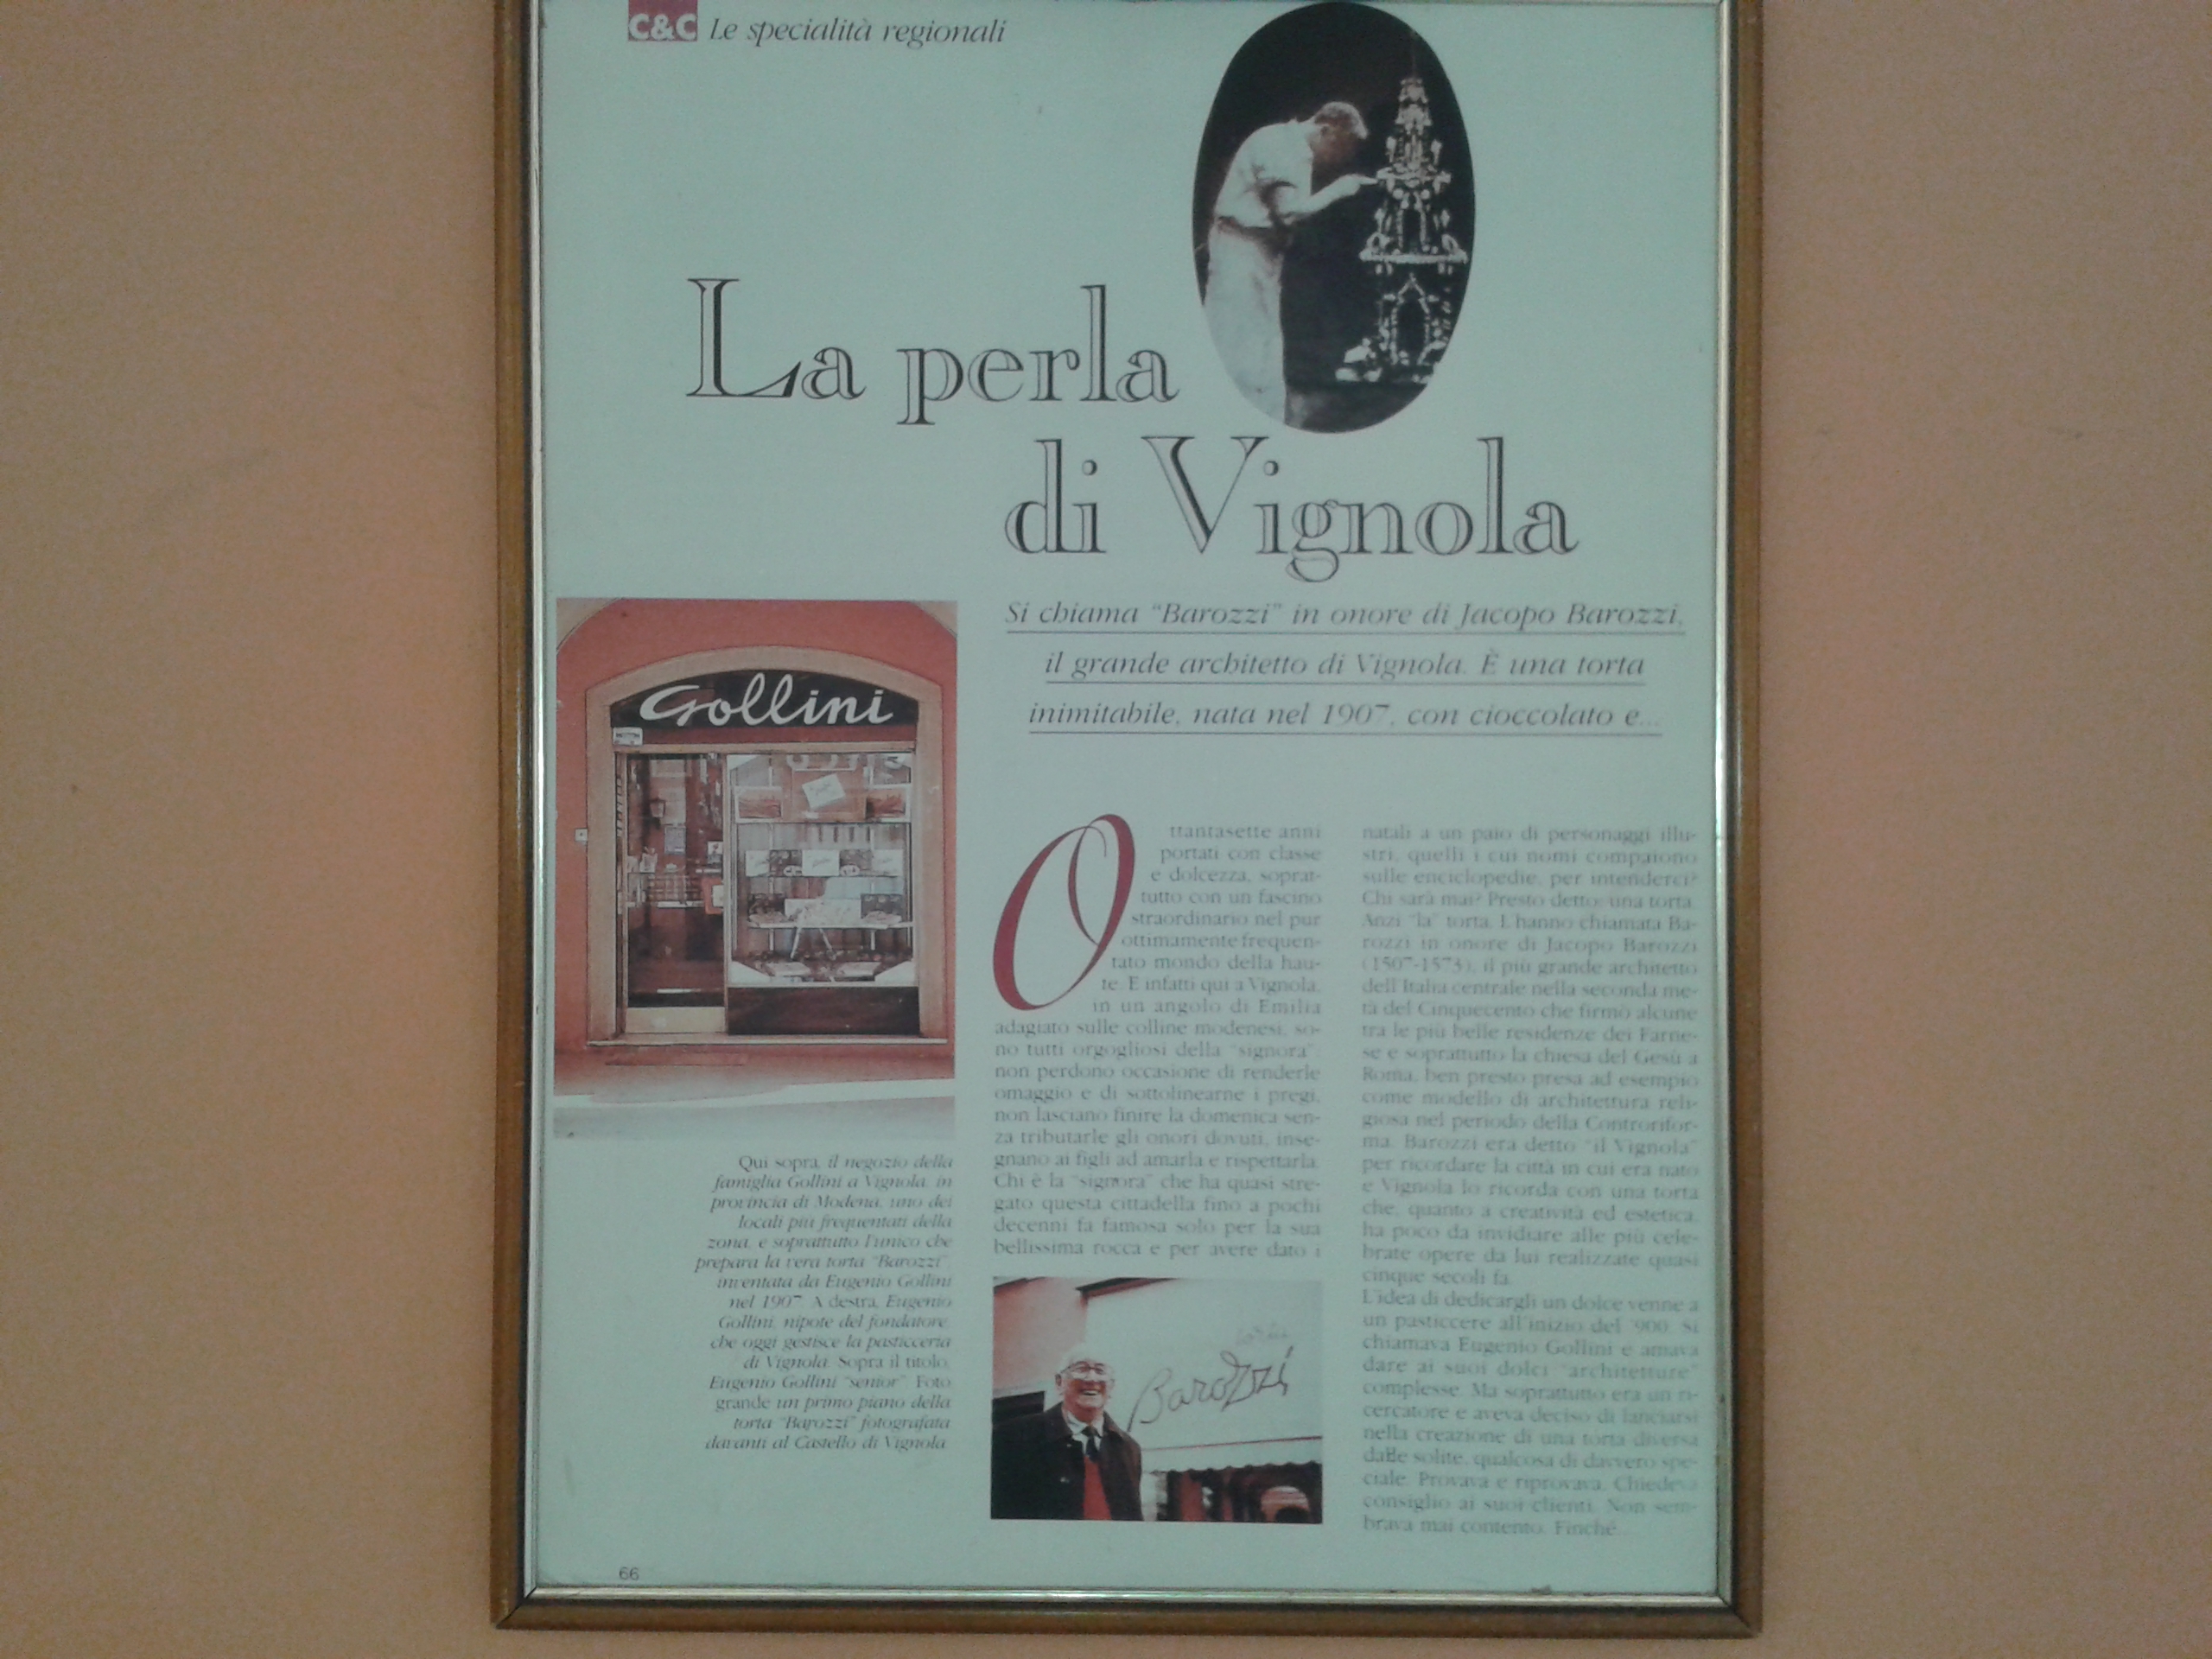 C&C Le specialità regionali
La perla
di Vignola
Si chiama “Barozzi” in onore di Jacopo Barozzi,
il grande architetto di Vignola. È una torta
inimitabile, nata nel 1907, con cioccolato e...
Gollini
Qui sopra, il negozio della
famiglia Gollini a Vignola, in
provincia di Modena, uno dei
locali più frequentati della
zona, e soprattutto l'unico che
prepara la vera torta “Barozzi”,
inventata da Eugenio Gollini
nel 1907. A destra, Eugenio
Gollini, nipote del fondatore,
che oggi gestisce la pasticceria
di Vignola. Sopra il titolo,
Eugenio Gollini “senior”. Foto
grande un primo piano della
torta “Barozzi” fotografata
davanti al Castello di Vignola.
Ottantasette anni
portati con classe
e dolcezza, soprat-
tutto con un fascino
straordinario nel pur
ottimamente frequen-
tato mondo della hau-
te. E infatti qui a Vignola,
in un angolo di Emilia
adagiato sulle colline modenesi, so-
no tutti orgogliosi della “signora”,
non perdono occasione di renderle
omaggio e di sottolinearne i pregi,
non lasciano finire la domenica sen-
za tributarle gli onori dovuti, inse-
gnano ai figli ad amarla e rispettarla.
Chi è la “signora” che ha quasi stre-
gato questa cittadella fino a pochi
decenni fa famosa solo per la sua
bellissima rocca e per avere dato i
Barozzi
natali a un paio di personaggi illu-
stri, quelli i cui nomi compaiono
sulle enciclopedie, per intenderci?
Chi sarà mai? Presto detto: una torta.
Anzi “la” torta. L'hanno chiamata Ba-
rozzi in onore di Jacopo Barozzi
(1507-1573), il più grande architetto
dell'Italia centrale nella seconda me-
tà del Cinquecento che firmò alcune
tra le più belle residenze dei Farne-
se e soprattutto la chiesa del Gesù a
Roma, ben presto presa ad esempio
come modello di architettura reli-
giosa nel periodo della Controrifor-
ma. Barozzi era detto “il Vignola”
per ricordare la città in cui era nato
e Vignola lo ricorda con una torta
che, quanto a creatività ed estetica,
ha poco da invidiare alle più cele-
brate opere da lui realizzate quasi
cinque secoli fa.
L'idea di dedicargli un dolce venne a
un pasticcere all'inizio del '900. Si
chiamava Eugenio Gollini e amava
dare ai suoi dolci “architetture”
complesse. Ma soprattutto era un ri-
cercatore e aveva deciso di lanciarsi
nella creazione di una torta diversa
dalle solite, qualcosa di davvero spe-
ciale. Provava e riprovava. Chiedeva
consiglio ai suoi clienti. Non sem-
brava mai contento. Finché...
66